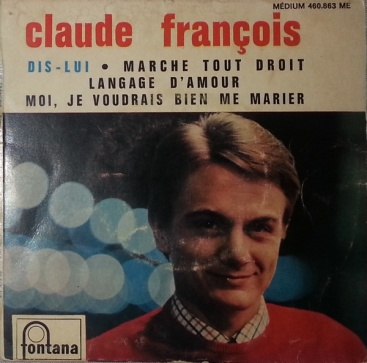 MÉDIUM 460.863 ME
claude françois
DIS-LUI • MARCHE TOUT DROIT
LANGAGE D'AMOUR
MOI, JE VOUDRAIS BIEN ME MARIER
fontana